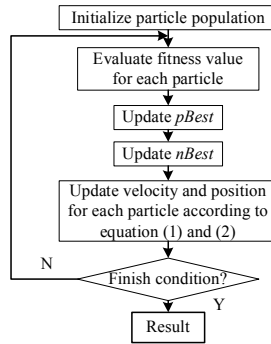 Initialize particle population
Evaluate fitness value
for each particle
Update pBest
Update nBest
Update velocity and position
for each particle according to
equation (1) and (2)
N
Finish condition?
Y
Result